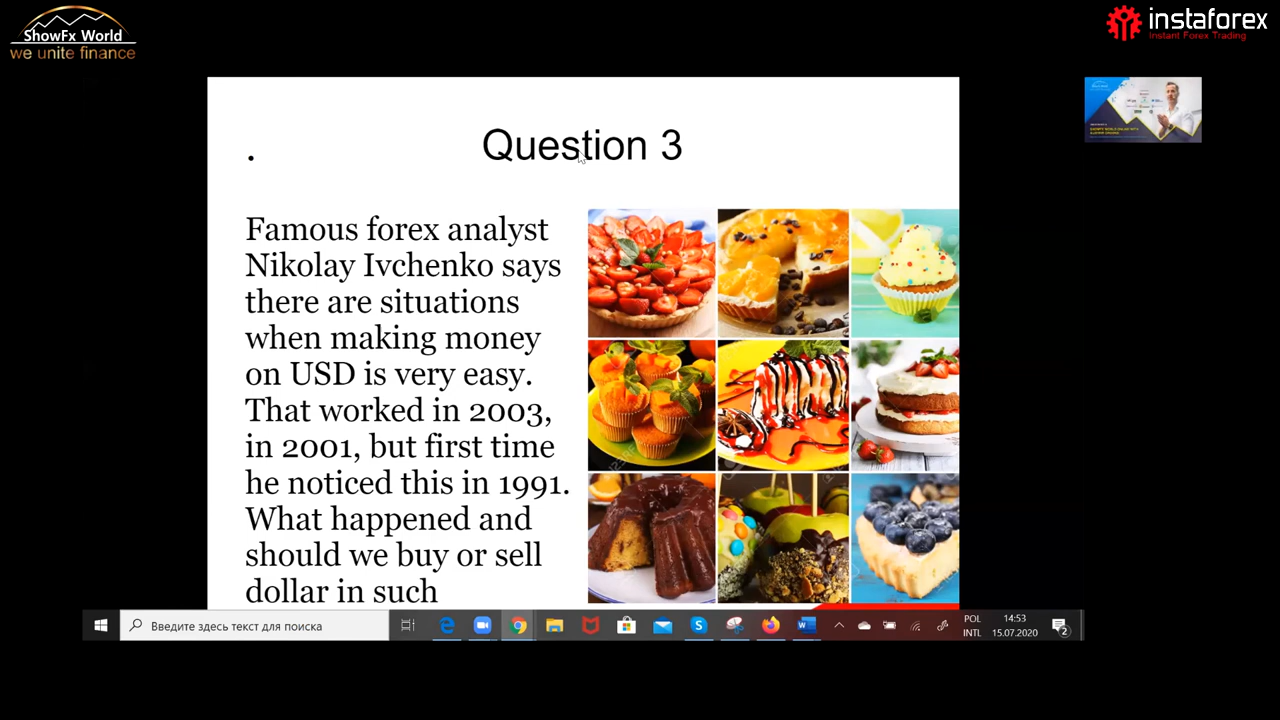 ShowFx World
we unite finance
instaforex
Instant Forex Trading
Question 3
.
Famous forex analyst
Nikolay Ivchenko says
there are situations
when making money
on USD is very easy.
That worked in 2003,
in 2001, but first time
he noticed this in 1991.
What happened and
should we buy or sell
dollar in such
Введите здесь текст для поиска
POL
INTL
14:53
15.07.2020
2